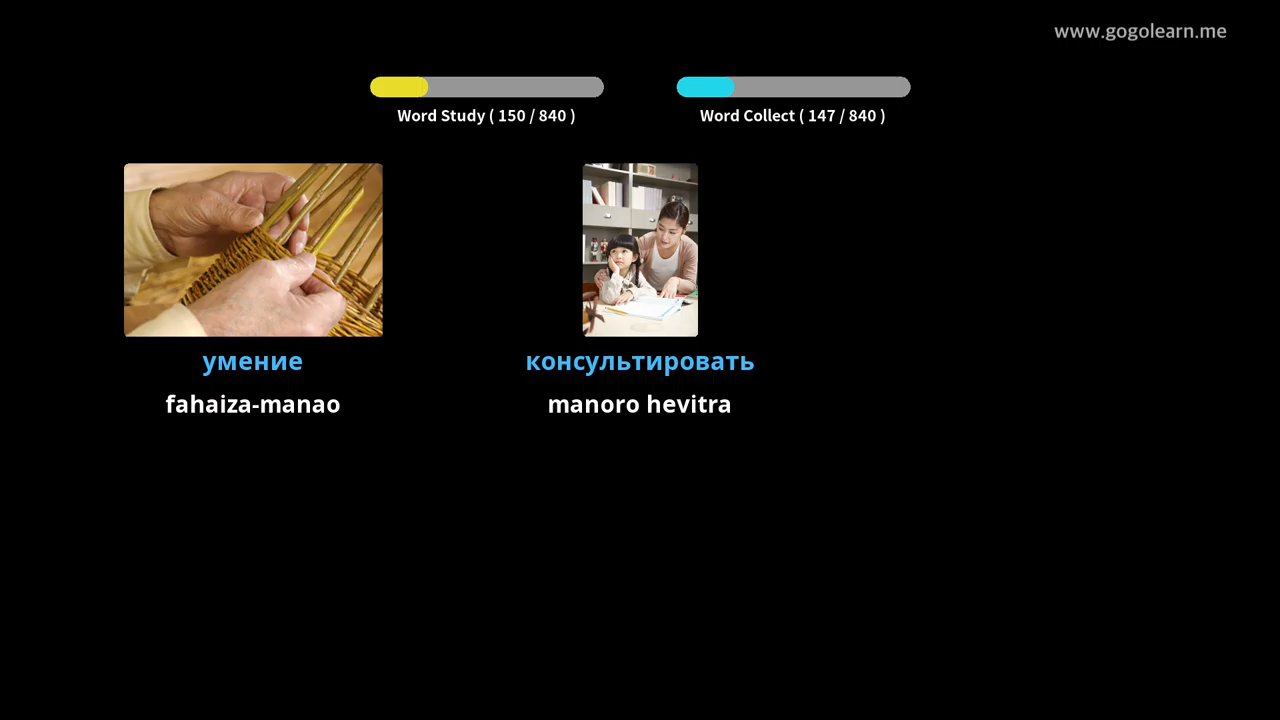 www.gogolearn.me
Word Study ( 150 / 840 )
Word Collect ( 147 / 840 )
умение
fahaiza-manao
консультировать
manoro hevitra